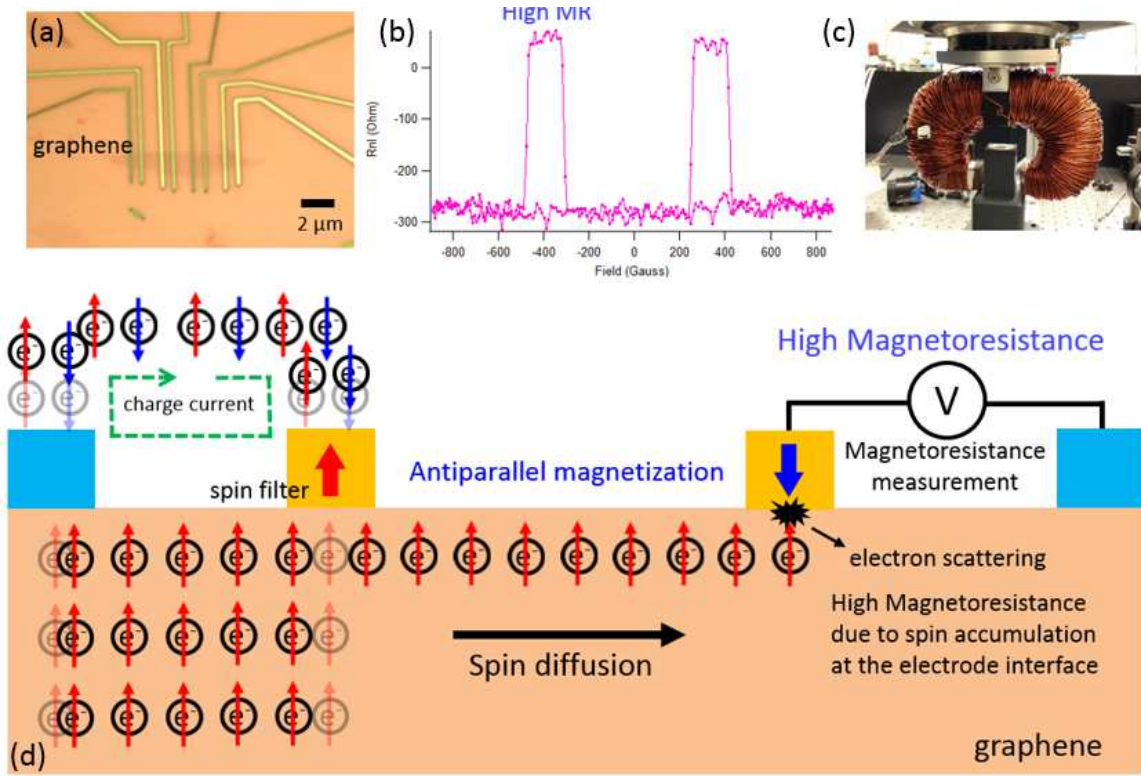 (a)
graphene
2 μm
(b)
High MR
0
-100
-200
-300
Rnl (Ohm)
-800
-600
-400
-200
0
200
400
600
800
Field (Gauss)
(c)
e⁻ e⁻ e⁻ e⁻ e⁻ e⁻
e⁻ e⁻ e⁻ e⁻
e⁻ e⁻ e⁻ e⁻
charge current
High Magnetoresistance
V
Magnetoresistance
measurement
spin filter
Antiparallel magnetization
e⁻ e⁻ e⁻ e⁻ e⁻ e⁻ e⁻ e⁻ e⁻ e⁻ e⁻ e⁻ e⁻ e⁻ e⁻ e⁻
electron scattering
High Magnetoresistance
due to spin accumulation
at the electrode interface
e⁻ e⁻ e⁻ e⁻ e⁻ e⁻ e⁻
Spin diffusion
e⁻ e⁻ e⁻ e⁻ e⁻ e⁻ e⁻
(d)
graphene